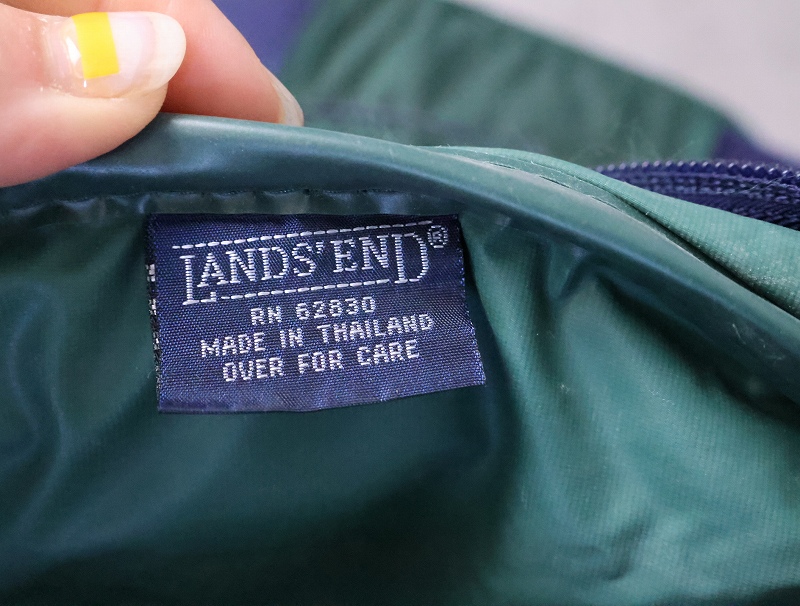 LANDS' END®
RN 62830
MADE IN THAILAND
OVER FOR CARE